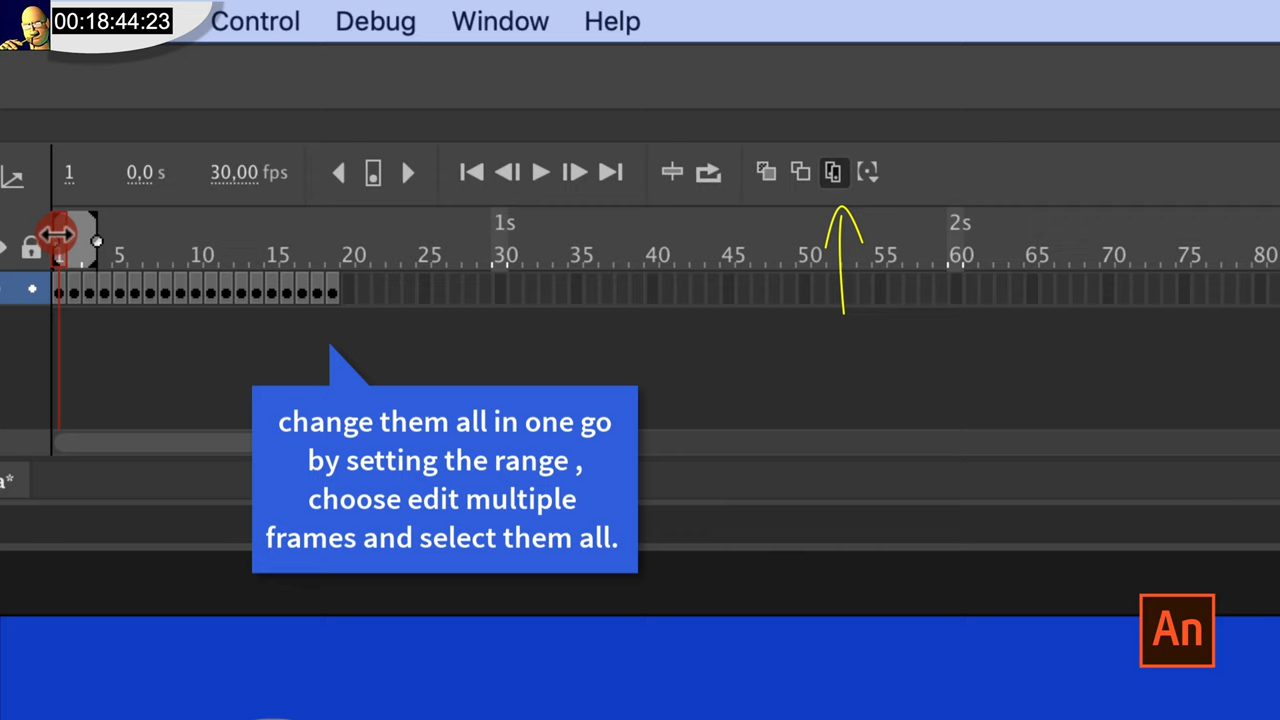 00:18:44:23
Control Debug Window Help
1 0,0 s 30,00 fps
1s 2s
1 5 10 15 20 25 30 35 40 45 50 55 60 65 70 75 80
change them all in one go
by setting the range ,
choose edit multiple
frames and select them all.
a*
An